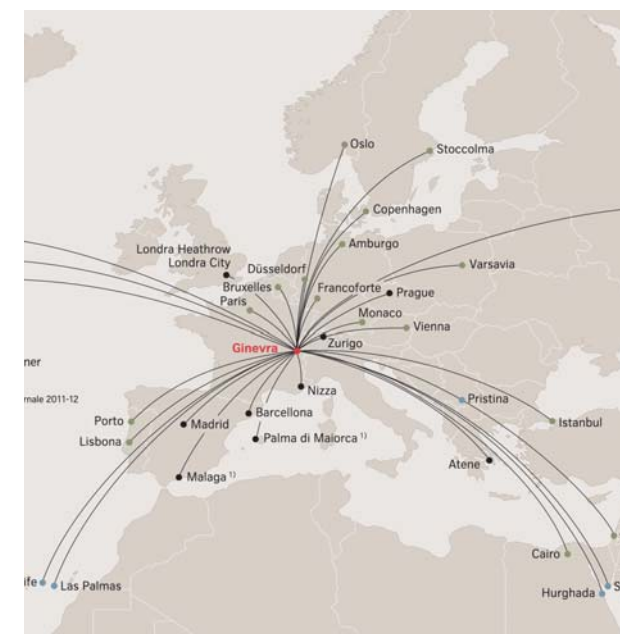 Oslo
Stoccolma
Copenhagen
Londra Heathrow
Londra City
Amburgo
Düsseldorf
Varsavia
Bruxelles
Francoforte
Prague
Paris
Monaco
Vienna
Ginevra
Zurigo
Nizza
Pristina
Barcellona
Porto
Madrid
Istanbul
Lisbona
Palma di Maiorca 1)
Atene
Malaga 1)
Cairo
ife
Las Palmas
Hurghada
S
ner
rnale 2011-12